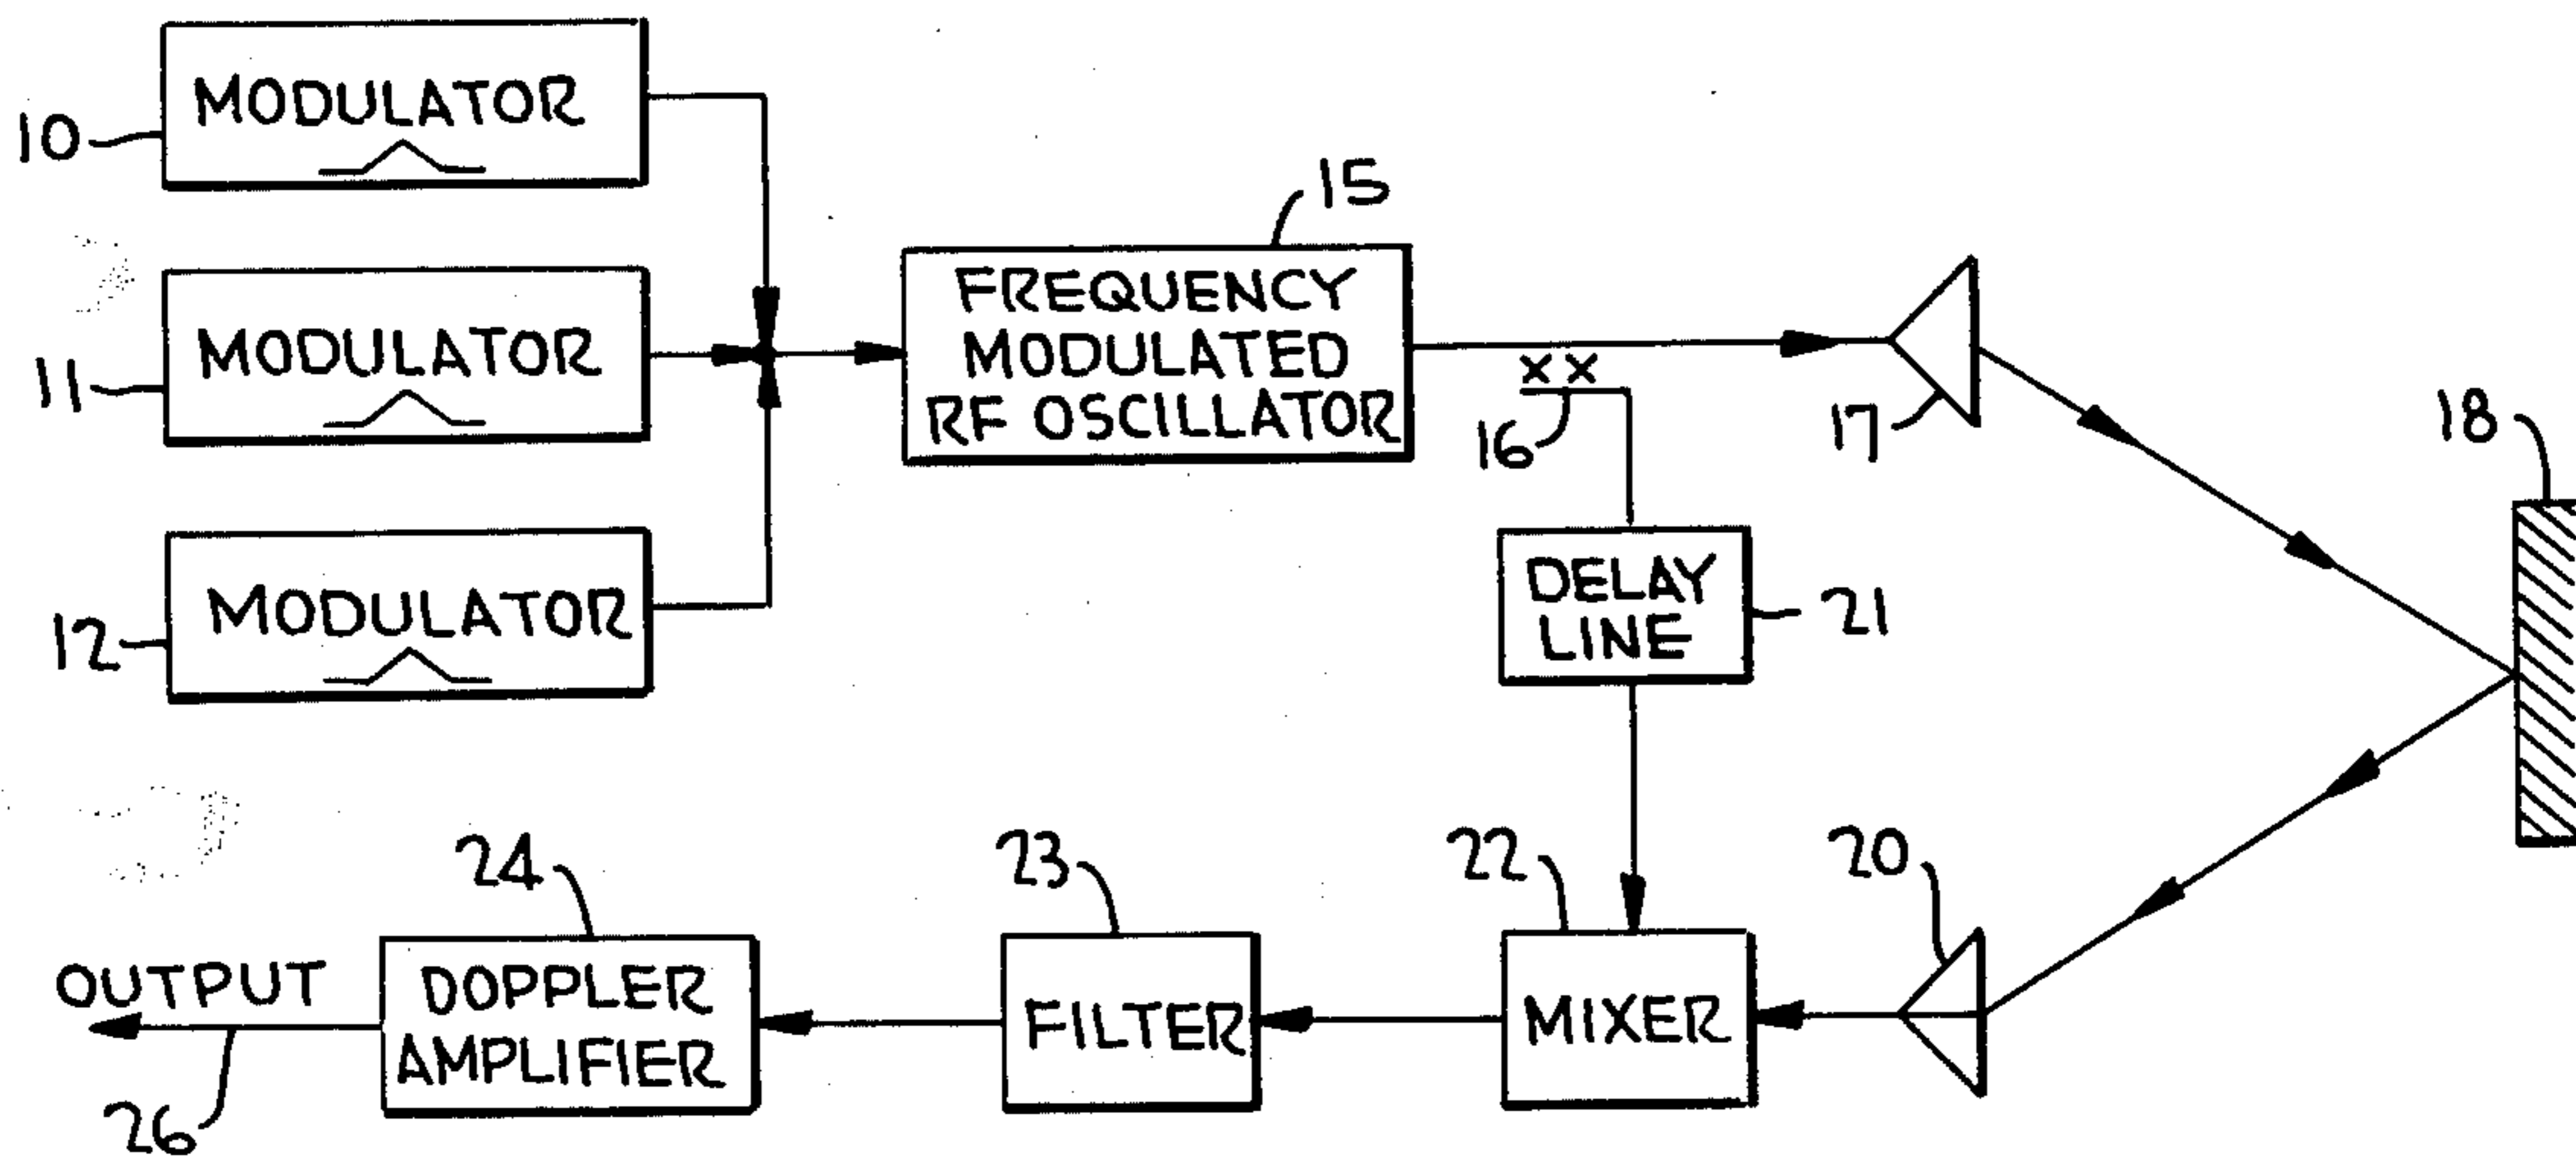 10
MODULATOR
11
MODULATOR
12
MODULATOR
15
FREQUENCY
MODULATED
RF OSCILLATOR
16
X X
17
18
DELAY
LINE
21
20
22
MIXER
23
FILTER
24
DOPPLER
AMPLIFIER
OUTPUT
26